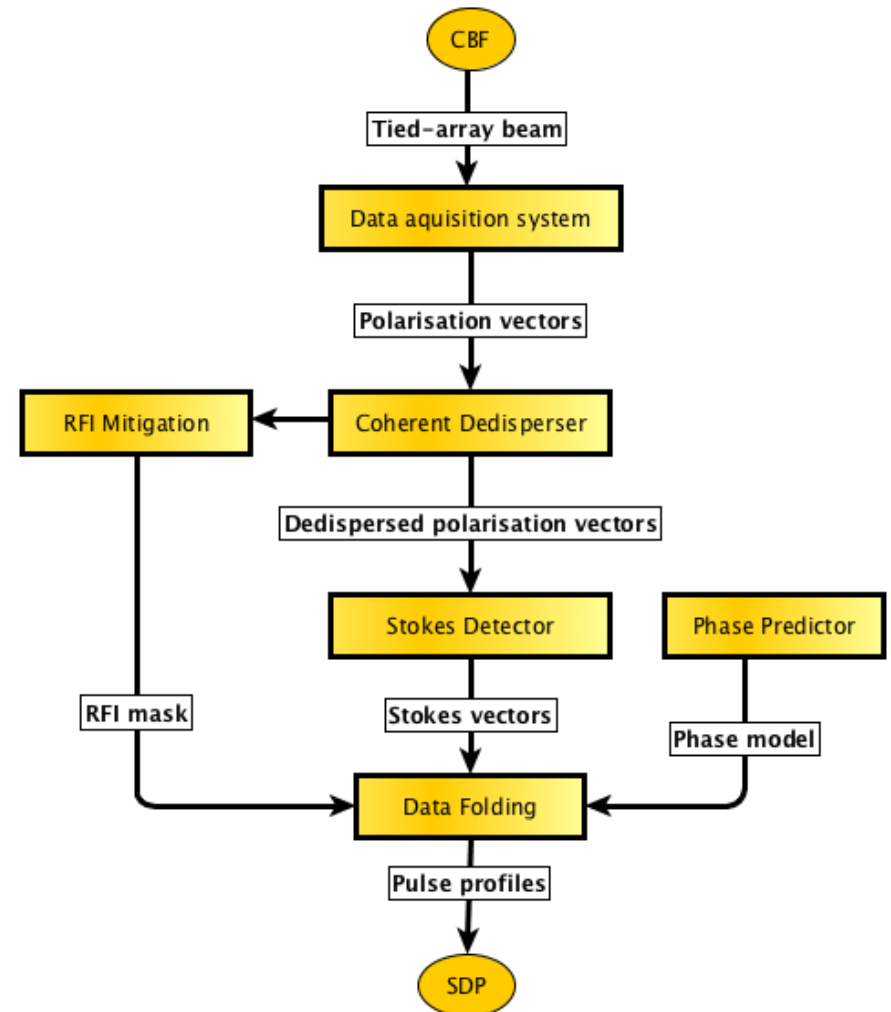 CBF
Tied-array beam
Data aquisition system
Polarisation vectors
RFI Mitigation
Coherent Dedisperser
Dedispersed polarisation vectors
Stokes Detector
Phase Predictor
RFI mask
Stokes vectors
Phase model
Data Folding
Pulse profiles
SDP